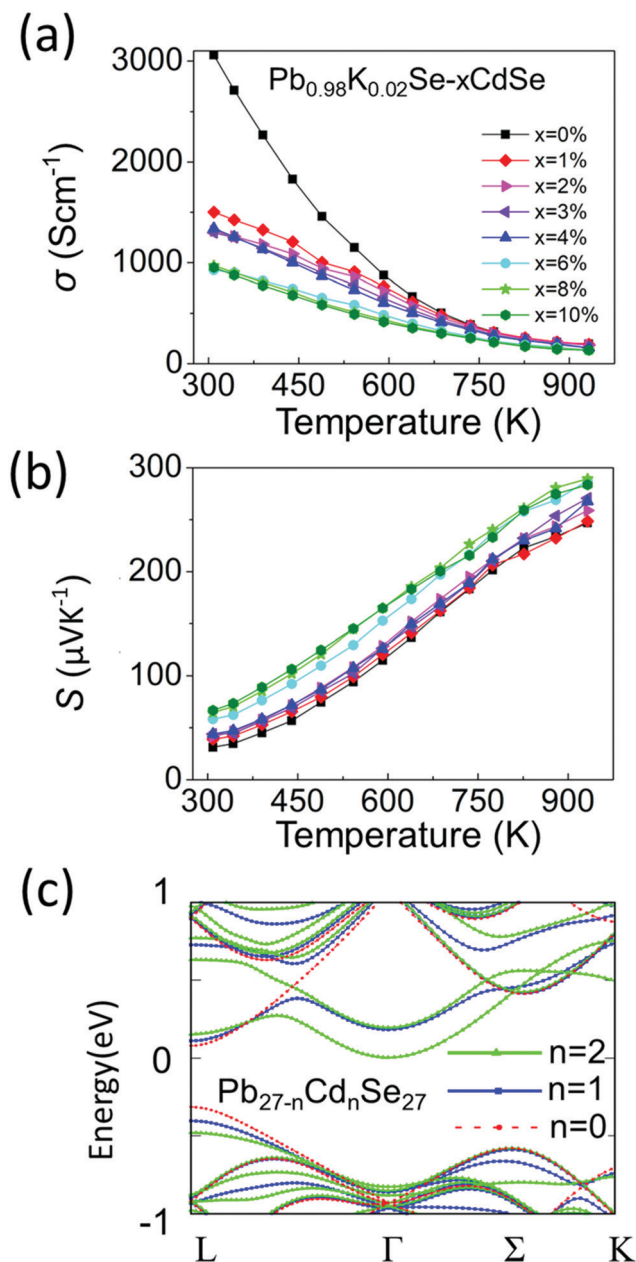 (a)
Pb₀.₉₈K₀.₀₂Se-xCdSe
3000
2000
1000
0
σ (Scm⁻¹)
x=0%
x=1%
x=2%
x=3%
x=4%
x=6%
x=8%
x=10%
300 450 600 750 900
Temperature (K)
(b)
300
200
100
0
S (μVK⁻¹)
300 450 600 750 900
Temperature (K)
(c)
1
0
-1
Energy(eV)
n=2
Pb₂₇₋ₙCdₙSe₂₇
n=1
n=0
L Γ Σ K